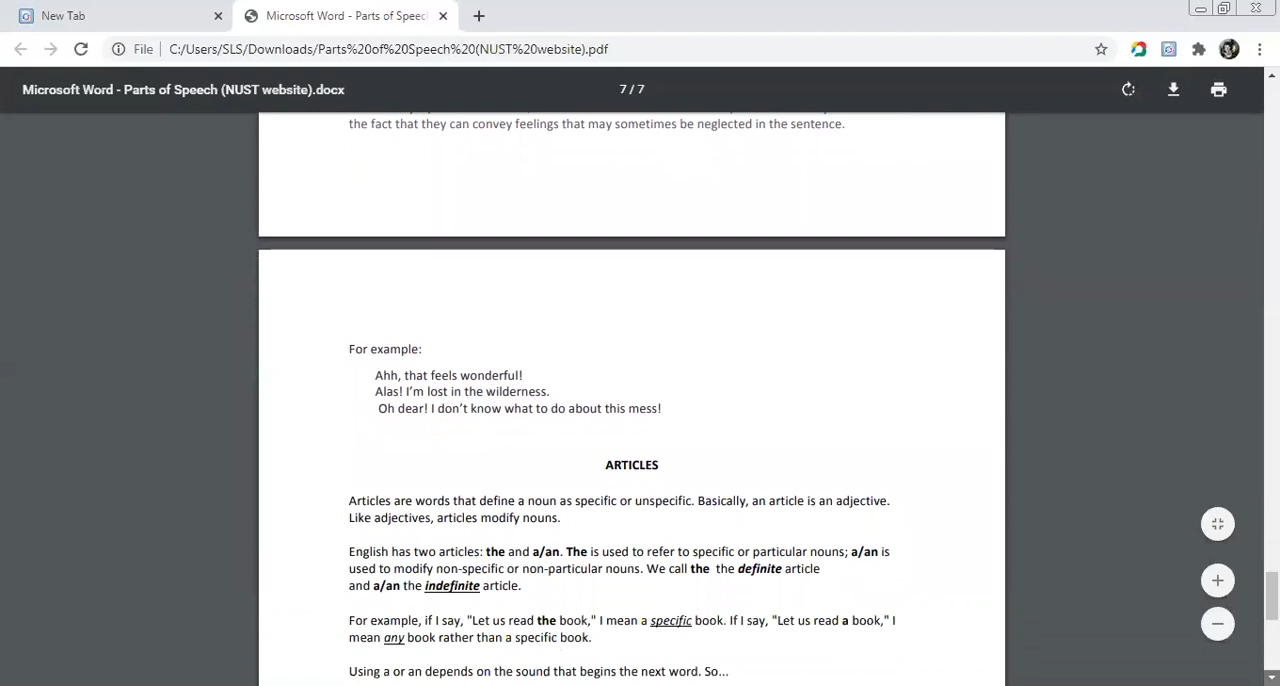 New Tab
Microsoft Word - Parts of Speec
File
C:/Users/SLS/Downloads/Parts%20of%20Speech%20(NUST%20website).pdf
Microsoft Word - Parts of Speech (NUST website).docx
7 / 7
the fact that they can convey feelings that may sometimes be neglected in the sentence.
For example:
Ahh, that feels wonderful!
Alas! I'm lost in the wilderness.
Oh dear! I don't know what to do about this mess!
ARTICLES
Articles are words that define a noun as specific or unspecific. Basically, an article is an adjective.
Like adjectives, articles modify nouns.
English has two articles: the and a/an. The is used to refer to specific or particular nouns; a/an is
used to modify non-specific or non-particular nouns. We call the the definite article
and a/an the indefinite article.
For example, if I say, "Let us read the book," I mean a specific book. If I say, "Let us read a book," I
mean any book rather than a specific book.
Using a or an depends on the sound that begins the next word. So...